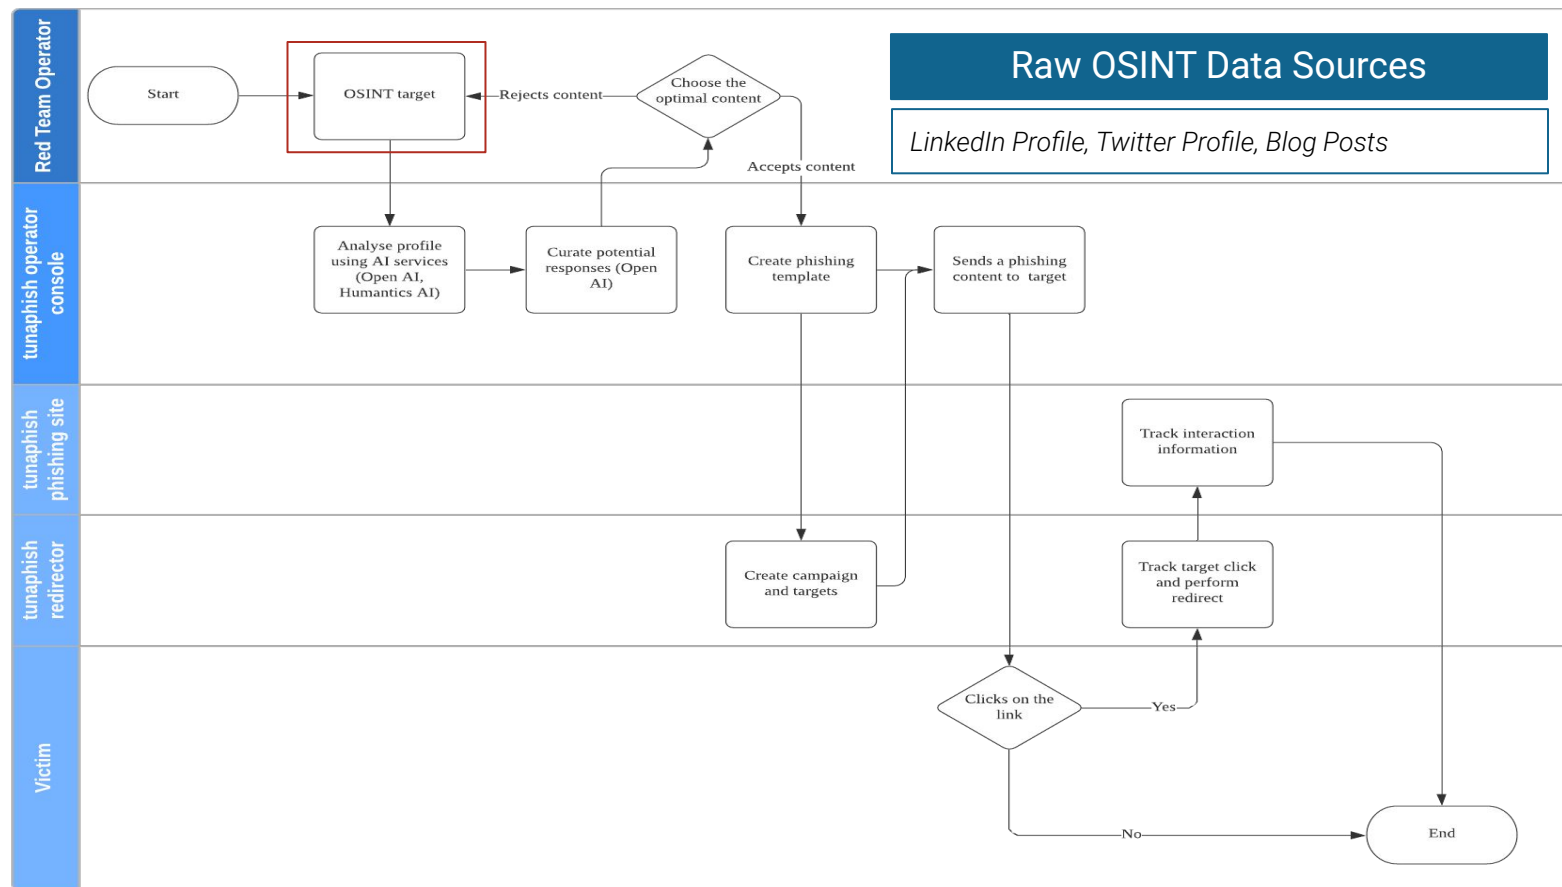 Red Team Operator
Start
OSINT target
Rejects content
Choose the
optimal content
Accepts content
Raw OSINT Data Sources
LinkedIn Profile, Twitter Profile, Blog Posts
tunaphish operator
console
Analyse profile
using AI services
(Open AI,
Humantics AI)
Curate potential
responses (Open
AI)
Create phishing
template
Sends a phishing
content to target
tunaphish
phishing site
Track interaction
information
tunaphish
redirector
Create campaign
and targets
Track target click
and perform
redirect
Victim
Clicks on the
link
Yes
No
End